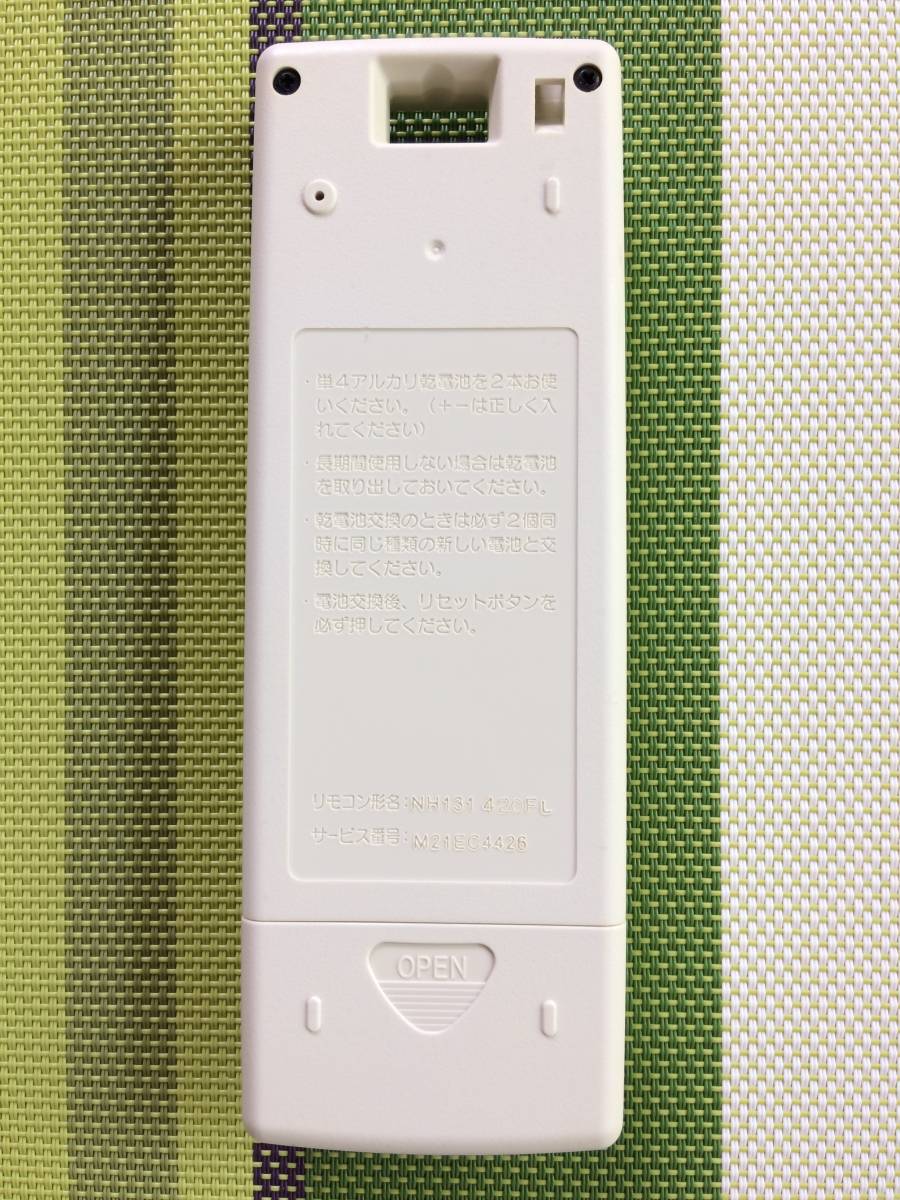 ・単4アルカリ乾電池を2本お使
いください。（＋－は正しく入
れてください）
・長期間使用しない場合は乾電池
を取り出しておいてください。
・乾電池交換のときは必ず2個同
時に同じ種類の新しい電池と交
換してください。
・電池交換後、リセットボタンを
必ず押してください。
リモコン形名：NH131
サービス番号：M21EC4426
OPEN